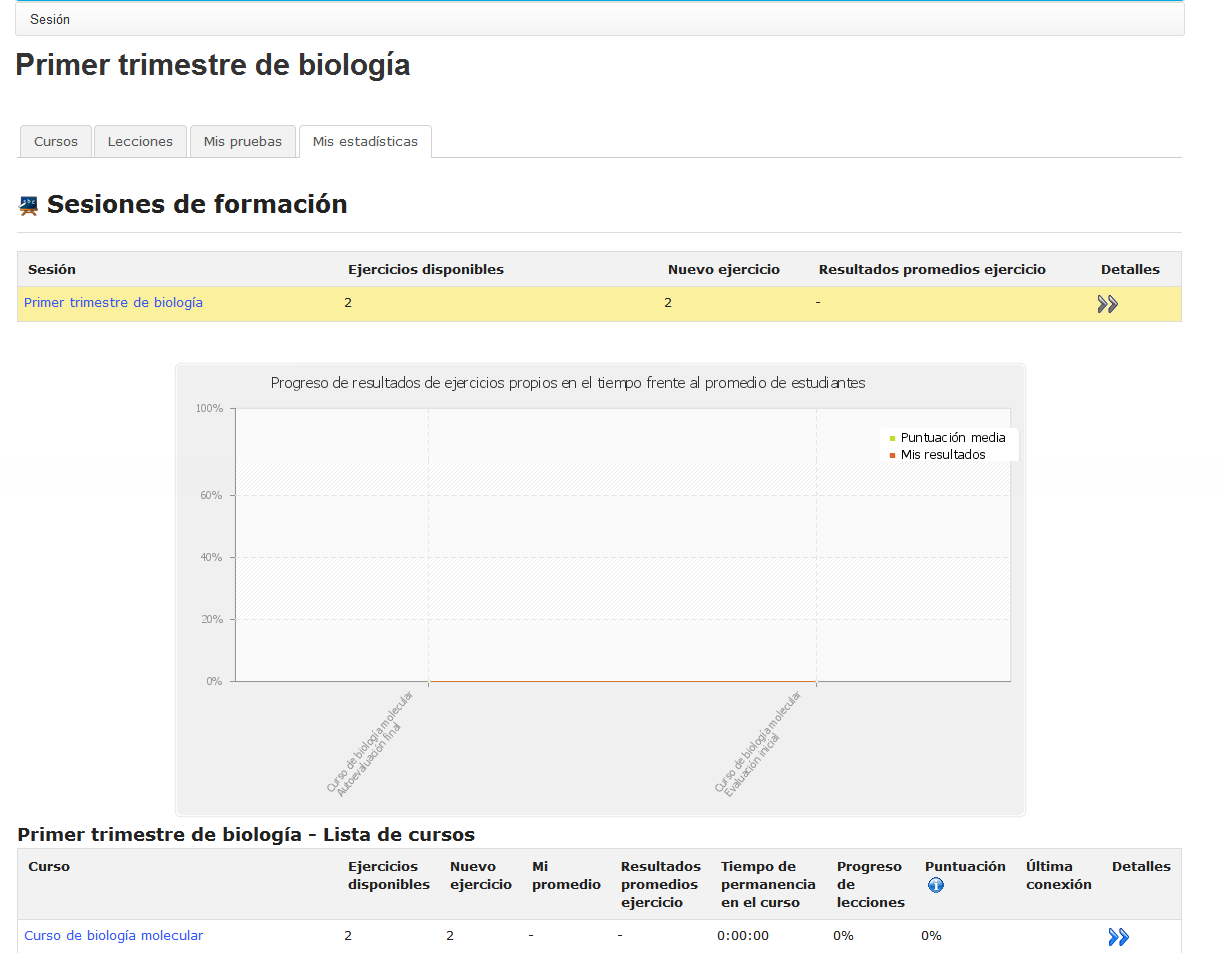 Sesión
Primer trimestre de biología
Cursos
Lecciones
Mis pruebas
Mis estadísticas
Sesiones de formación
Sesión Ejercicios disponibles Nuevo ejercicio Resultados promedios ejercicio Detalles
Primer trimestre de biología 2 2 -
Progreso de resultados de ejercicios propios en el tiempo frente al promedio de estudiantes
100%
60%
40%
20%
0%
Puntuación media
Mis resultados
Curso de biología molecular
Autoevaluación final
Curso de biología molecular
Evaluación inicial
Primer trimestre de biología - Lista de cursos
Curso
Ejercicios
disponibles
Nuevo
ejercicio
Mi
promedio
Resultados
promedios
ejercicio
Tiempo de
permanencia
en el curso
Progreso
de
lecciones
Puntuación
Última
conexión
Detalles
Curso de biología molecular 2 2 - - 0:00:00 0% 0%